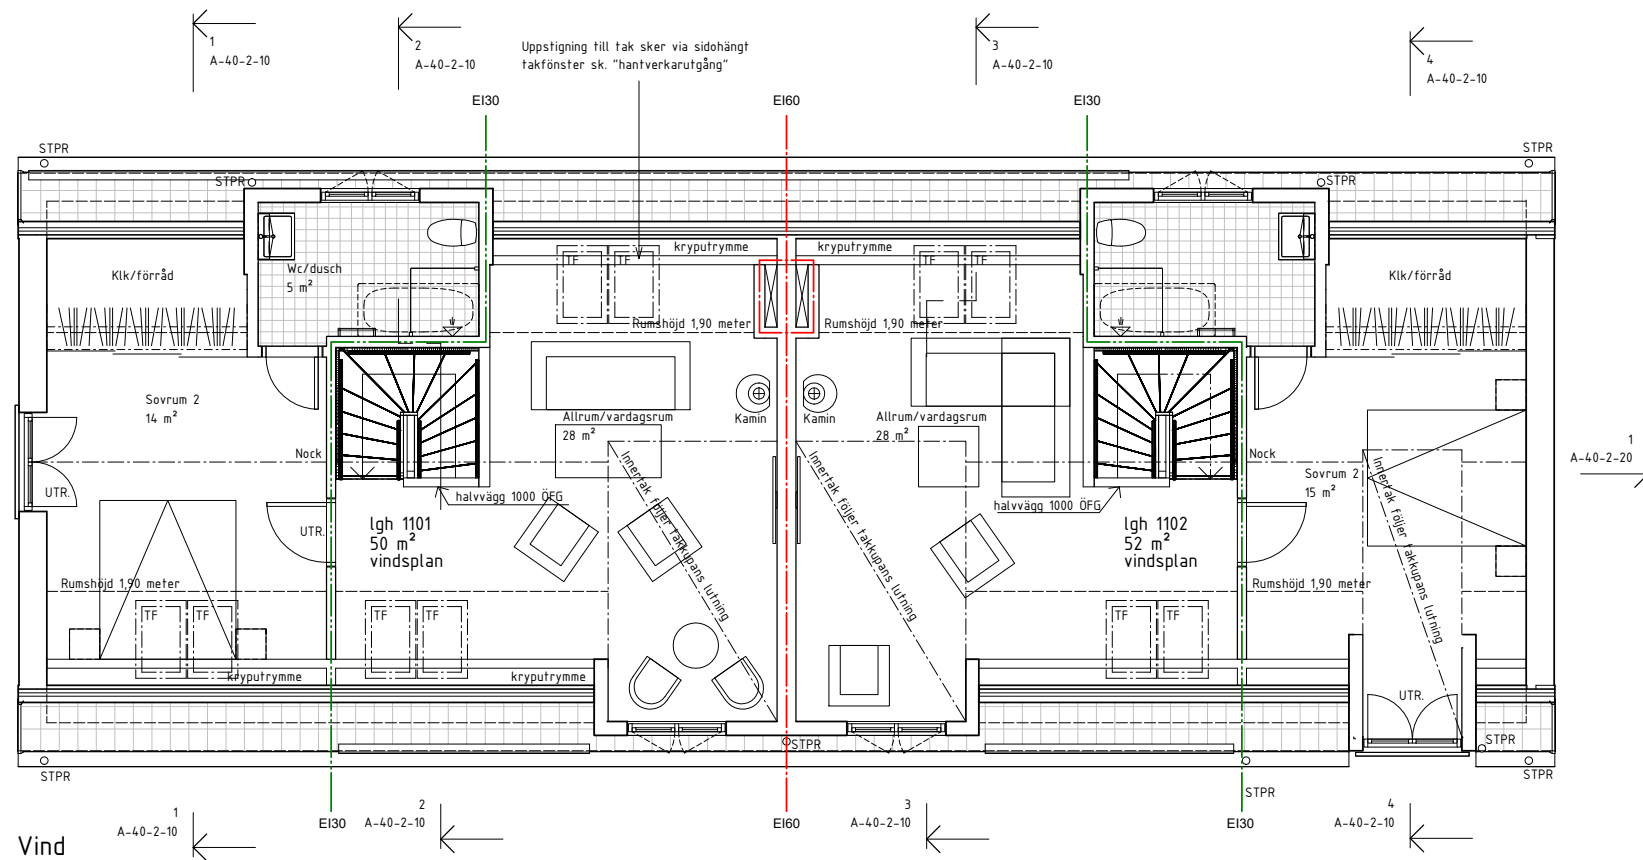 1
A-40-2-10
2
A-40-2-10
Uppstigning till tak sker via sidohängt
takfönster sk. "hantverkarutgång"
3
A-40-2-10
4
A-40-2-10
EI30
EI60
EI30
STPR
STPR
STPR
STPR
kryputrymme
kryputrymme
Klk/förråd
Wc/dusch
5 m²
TF
TF
TF
TF
Klk/förråd
Rumshöjd 1,90 meter
Rumshöjd 1,90 meter
Sovrum 2
14 m²
Allrum/vardagsrum
28 m²
Kamin
Kamin
Allrum/vardagsrum
28 m²
1
A-40-2-20
Nock
Nock
Sovrum 2
15 m²
UTR.
halvvägg 1000 ÖFG
halvvägg 1000 ÖFG
Innertak följer takkupans lutning
Innertak följer takkupans lutning
Innertak följer takkupans lutning
UTR.
lgh 1101
50 m²
vindsplan
lgh 1102
52 m²
vindsplan
Rumshöjd 1,90 meter
Rumshöjd 1,90 meter
TF
TF
TF
TF
TF
TF
kryputrymme
kryputrymme
UTR.
STPR
STPR
STPR
STPR
STPR
1
A-40-2-10
EI30
2
A-40-2-10
EI60
3
A-40-2-10
EI30
4
A-40-2-10
Vind